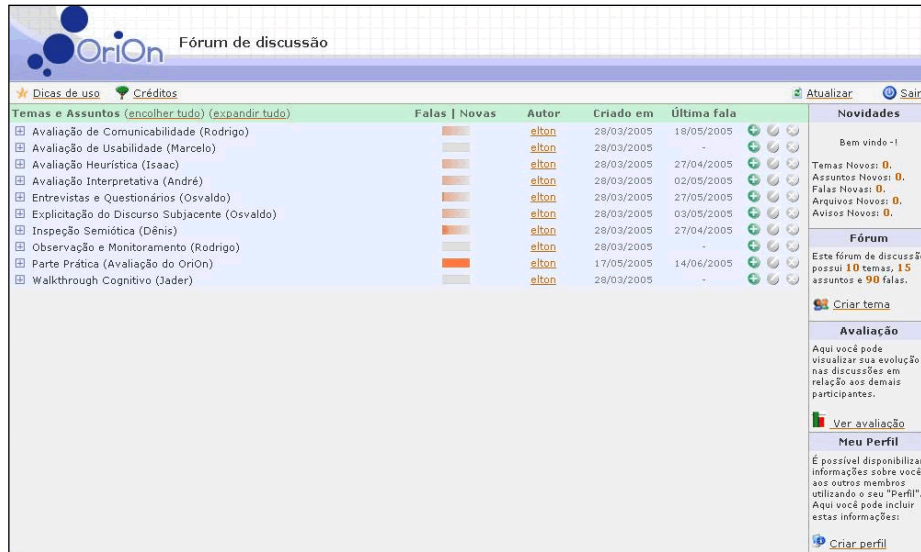 OriOn
Fórum de discussão
Dicas de uso Créditos Atualizar Sair
Temas e Assuntos (encolher tudo) (expandir tudo) Falas | Novas Autor Criado em Última fala
Avaliação de Comunicabilidade (Rodrigo) elton 28/03/2005 18/05/2005
Avaliação de Usabilidade (Marcelo) elton 28/03/2005 -
Avaliação Heurística (Isaac) elton 28/03/2005 27/04/2005
Avaliação Interpretativa (André) elton 28/03/2005 02/05/2005
Entrevistas e Questionários (Osvaldo) elton 28/03/2005 27/05/2005
Explicitação do Discurso Subjacente (Osvaldo) elton 28/03/2005 03/05/2005
Inspeção Semiótica (Dênis) elton 28/03/2005 27/04/2005
Observação e Monitoramento (Rodrigo) elton 28/03/2005 -
Parte Prática (Avaliação do OriOn) elton 17/05/2005 14/06/2005
Walkthrough Cognitivo (Jader) elton 28/03/2005 -
Novidades
Bem vindo -!
Temas Novos: 0.
Assuntos Novos: 0.
Falas Novas: 0.
Arquivos Novos: 0.
Avisos Novos: 0.
Fórum
Este fórum de discussã
possui 10 temas, 15
assuntos e 90 falas.
Criar tema
Avaliação
Aqui você pode
visualizar sua evolução
nas discussões em
relação aos demais
participantes.
Ver avaliação
Meu Perfil
É possível disponibiliza
informações sobre você
aos outros membros
utilizando o seu "Perfil".
Aqui você pode incluir
estas informações:
Criar perfil